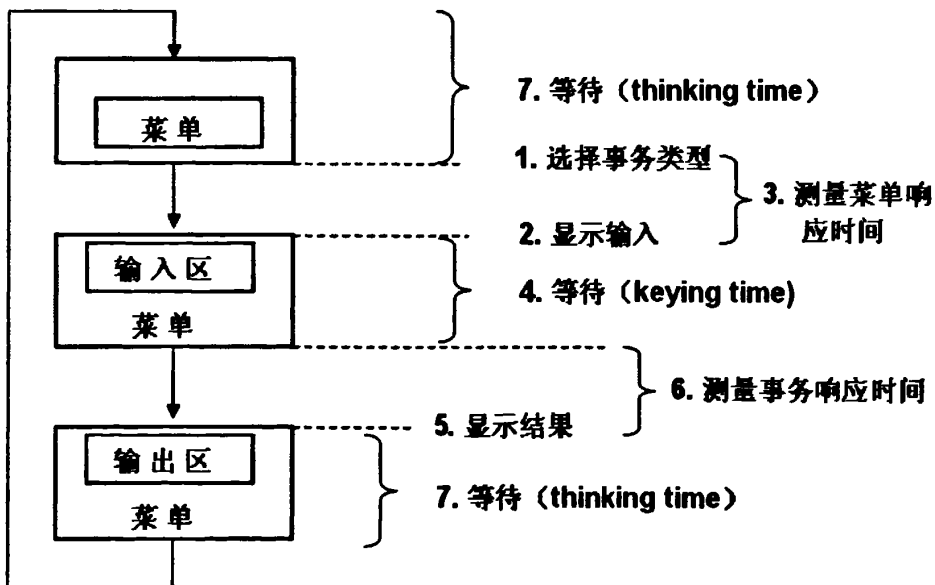 7. 等待（thinking time）
菜单
1. 选择事务类型
3. 测量菜单响
应时间
2. 显示输入
输入区
4. 等待（keying time)
菜单
6. 测量事务响应时间
5. 显示结果
输出区
7. 等待（thinking time）
菜单